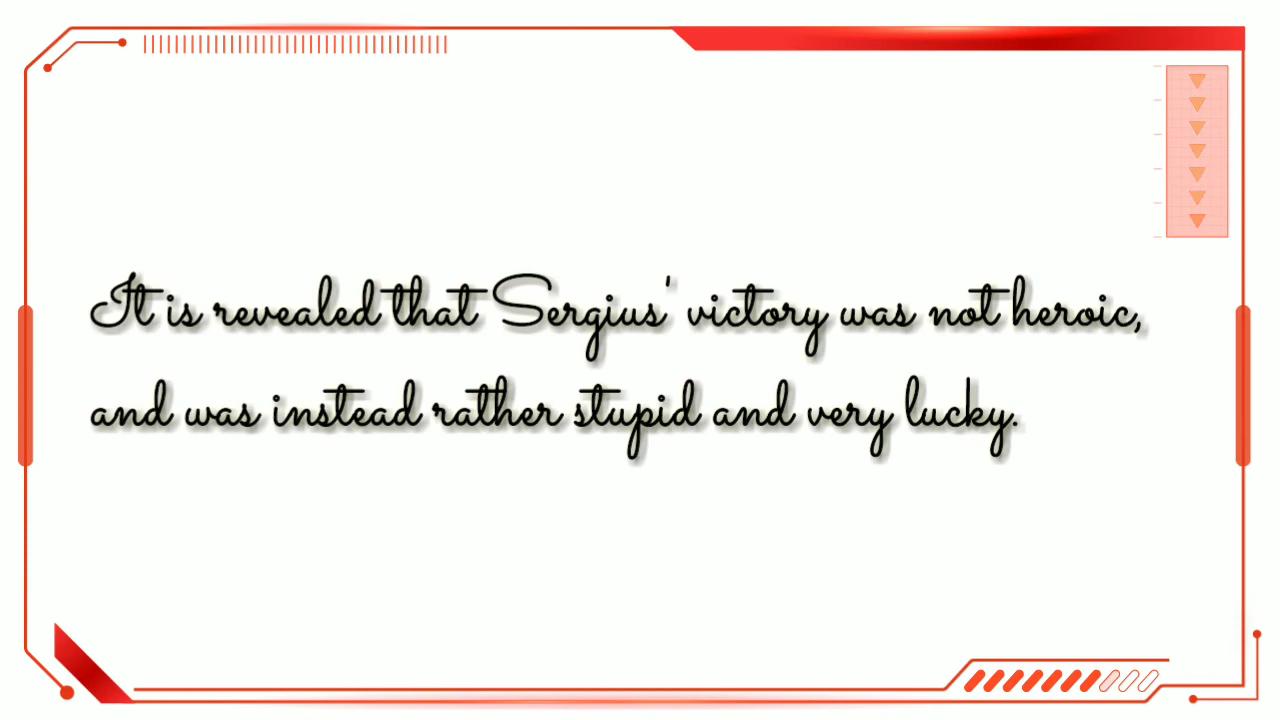 It is revealed that Sergius' victory was not heroic,
and was instead rather stupid and very lucky.